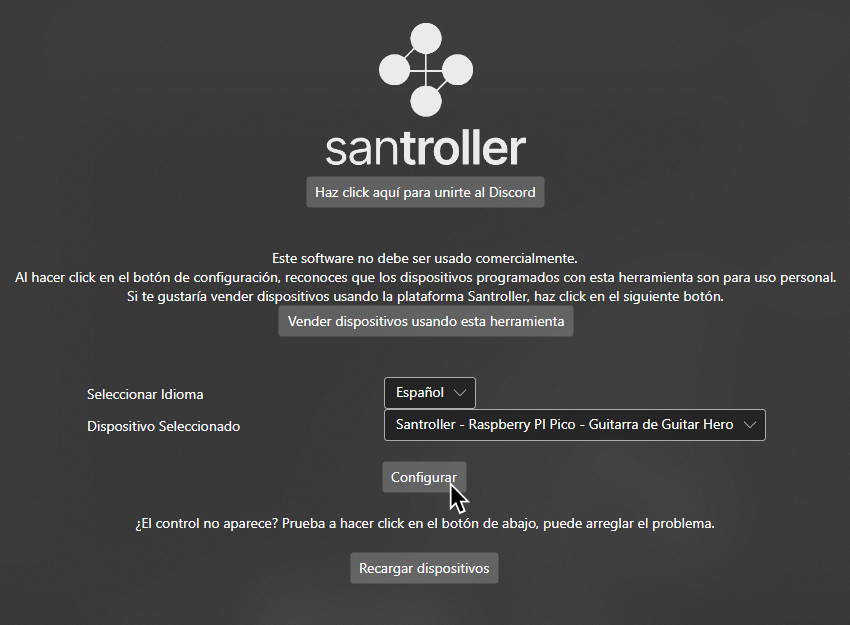 santroller
Haz click aquí para unirte al Discord
Este software no debe ser usado comercialmente.
Al hacer click en el botón de configuración, reconoces que los dispositivos programados con esta herramienta son para uso personal.
Si te gustaría vender dispositivos usando la plataforma Santroller, haz click en el siguiente botón.
Vender dispositivos usando esta herramienta
Seleccionar Idioma
Español
Dispositivo Seleccionado
Santroller - Raspberry PI Pico - Guitarra de Guitar Hero
Configurar
¿El control no aparece? Prueba a hacer click en el botón de abajo, puede arreglar el problema.
Recargar dispositivos